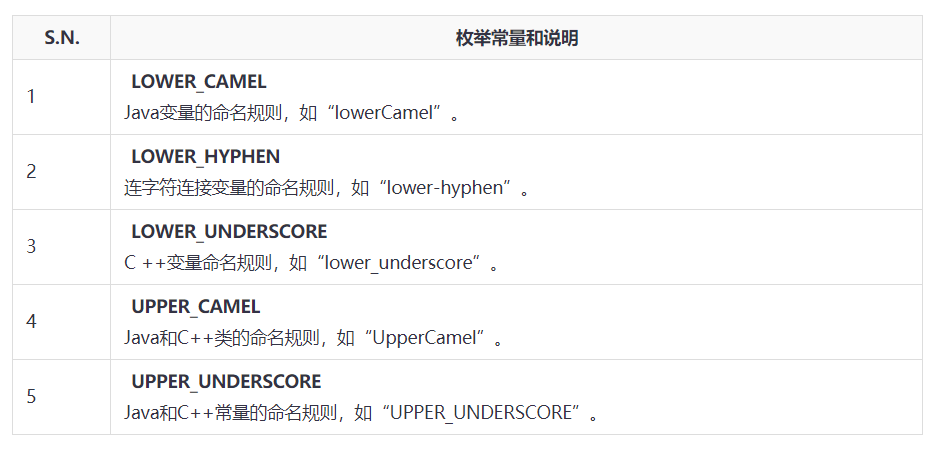 S.N. 枚举常量和说明
1
LOWER_CAMEL
Java变量的命名规则，如“lowerCamel”。
2
LOWER_HYPHEN
连字符连接变量的命名规则，如“lower-hyphen”。
3
LOWER_UNDERSCORE
C ++变量命名规则，如“lower_underscore”。
4
UPPER_CAMEL
Java和C++类的命名规则，如“UpperCamel”。
5
UPPER_UNDERSCORE
Java和C++常量的命名规则，如“UPPER_UNDERSCORE”。